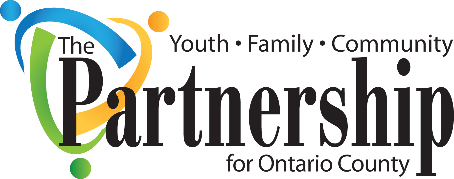 The
Youth • Family • Community
Partnership
for Ontario County